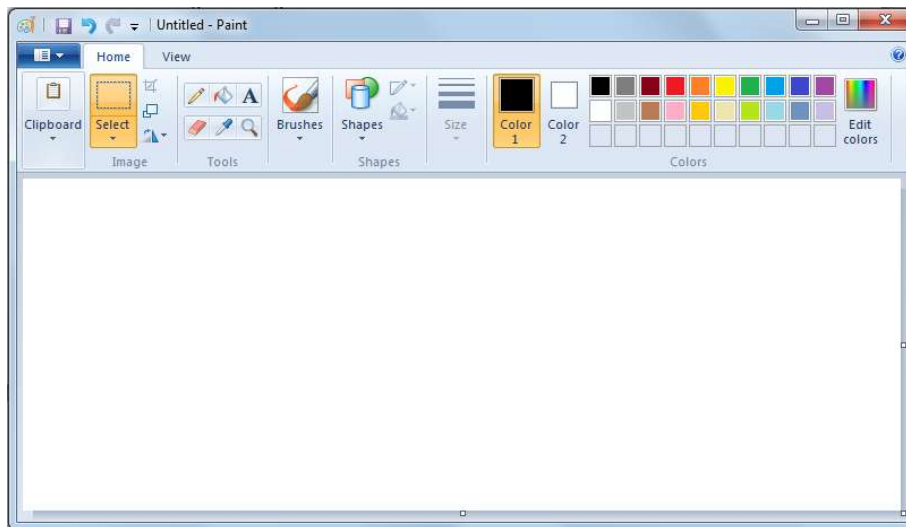 Untitled - Paint
Home View
Clipboard Select A Brushes Shapes Size Color 1 Color 2 Edit colors
Image Tools Shapes Colors